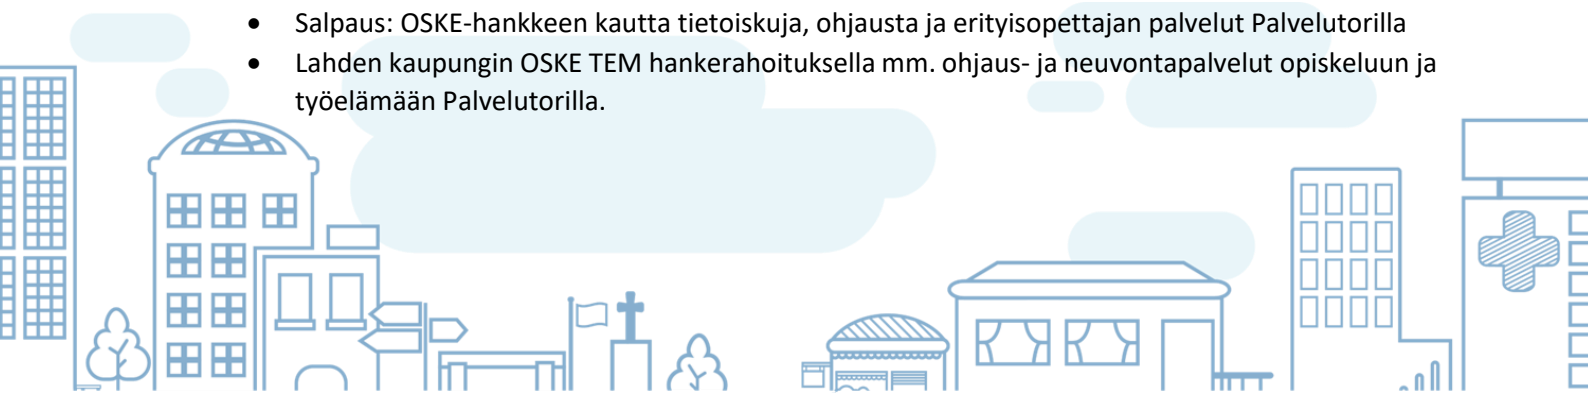 • Salpaus: OSKE-hankkeen kautta tietoiskuja, ohjausta ja erityisopettajan palvelut Palvelutorilla
• Lahden kaupungin OSKE TEM hankerahoituksella mm. ohjaus- ja neuvontapalvelut opiskeluun ja
työelämään Palvelutorilla.